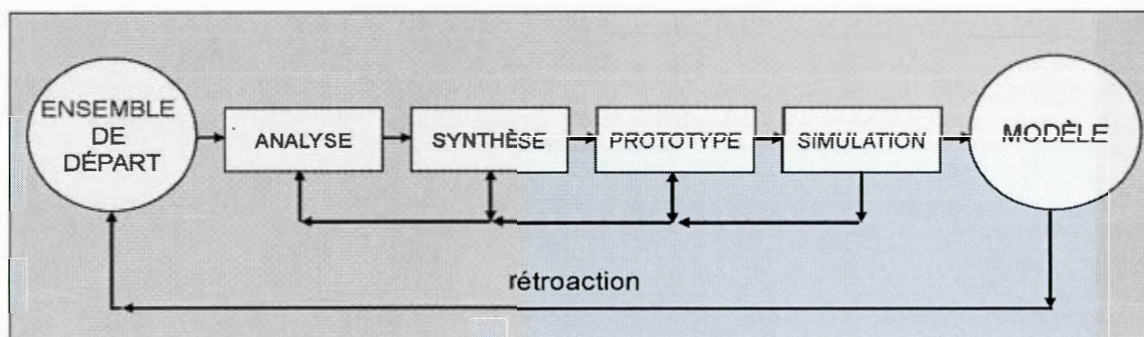 ENSEMBLE
DE
DÉPART
ANALYSE
SYNTHÈSE
PROTOTYPE
SIMULATION
MODÈLE
rétroaction